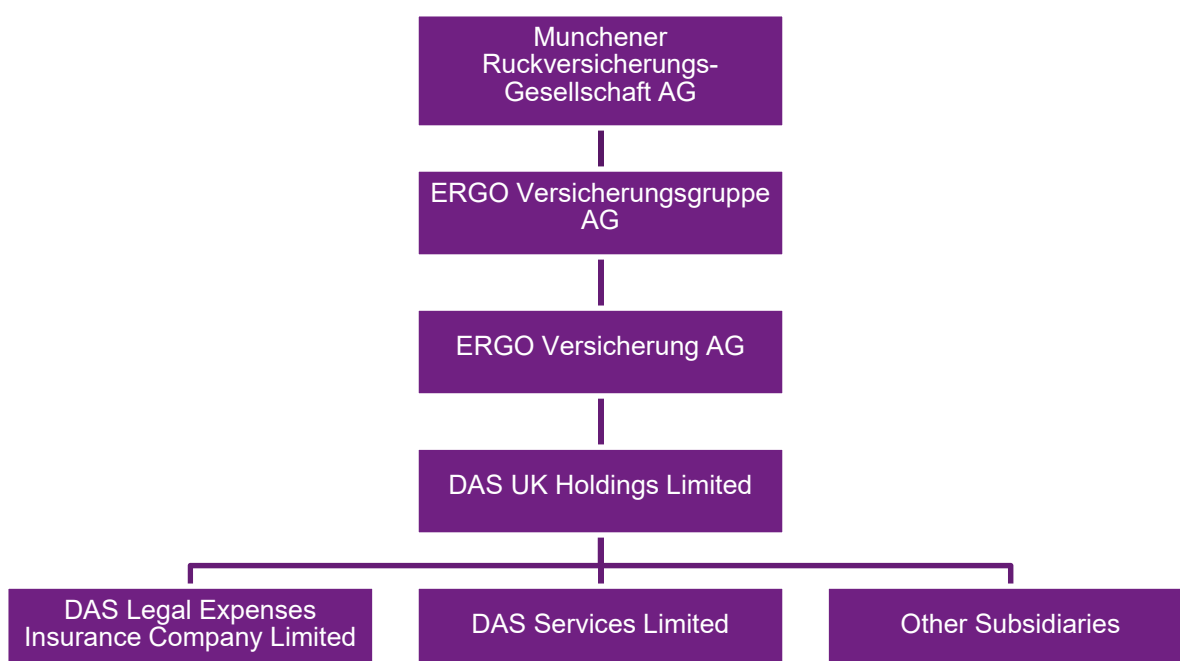 Munchener
Ruckversicherungs-
Gesellschaft AG
ERGO Versicherungsgruppe
AG
ERGO Versicherung AG
DAS UK Holdings Limited
DAS Legal Expenses
Insurance Company Limited
DAS Services Limited
Other Subsidiaries